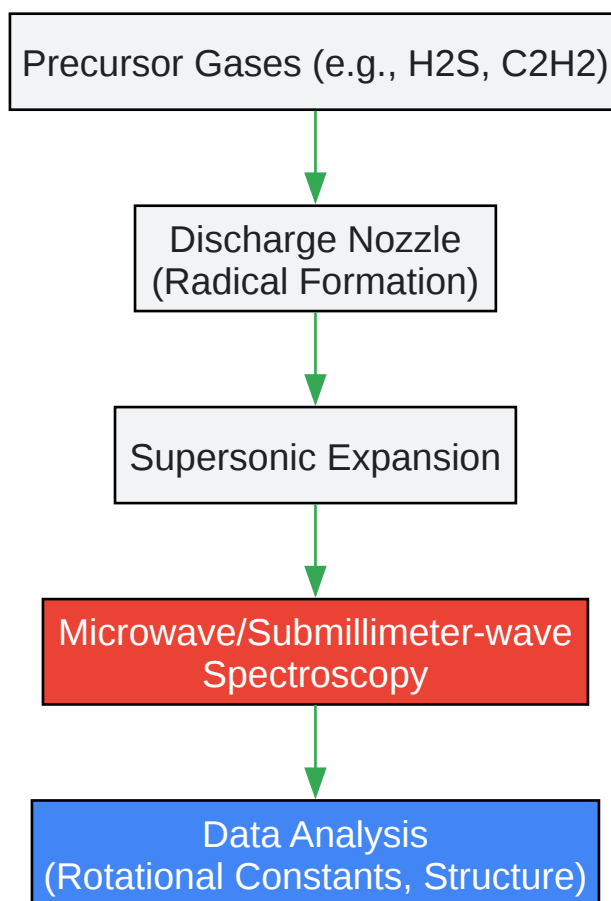 Precursor Gases (e.g., H2S, C2H2)
Discharge Nozzle
(Radical Formation)
Supersonic Expansion
Microwave/Submillimeter-wave
Spectroscopy
Data Analysis
(Rotational Constants, Structure)